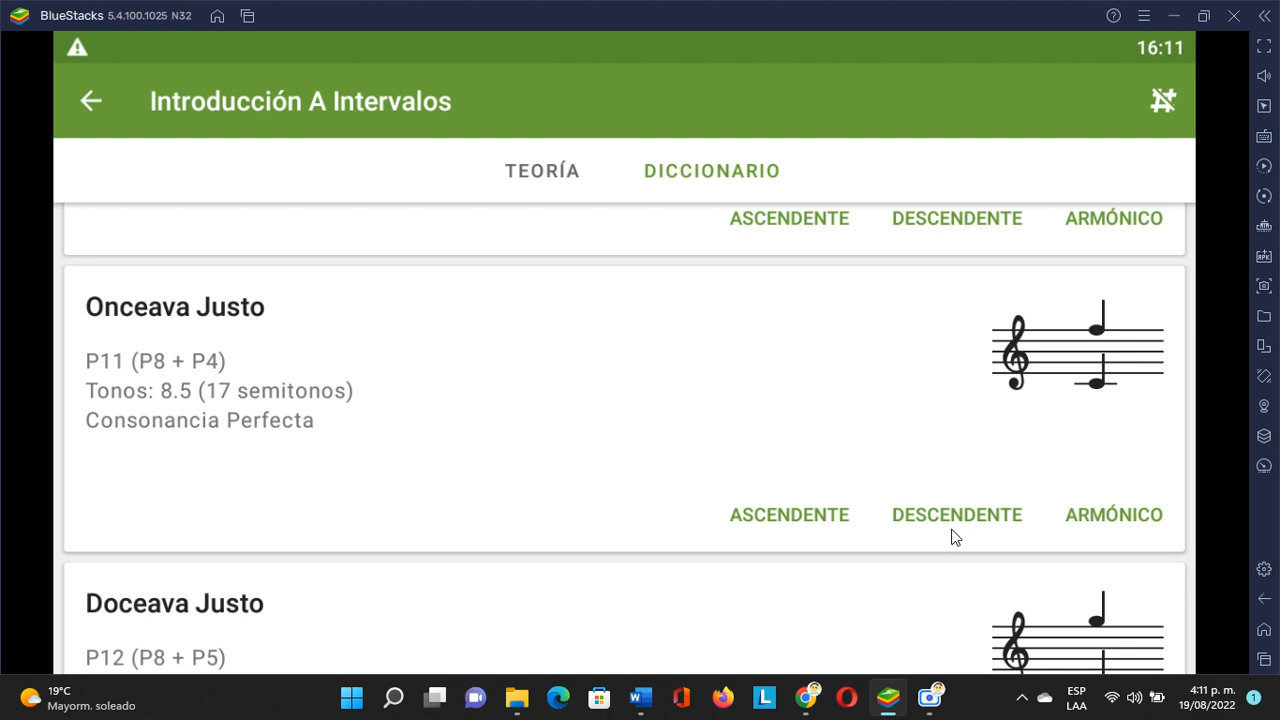 BlueStacks 5.4.100.1025 N32
16:11
Introducción A Intervalos
TEORÍA DICCIONARIO
ASCENDENTE DESCENDENTE ARMÓNICO
Onceava Justo
P11 (P8 + P4)
Tonos: 8.5 (17 semitonos)
Consonancia Perfecta
ASCENDENTE DESCENDENTE ARMÓNICO
Doceava Justo
P12 (P8 + P5)
19°C
Mayorm. soleado
ESP
LAA
4:11 p. m.
19/08/2022
1